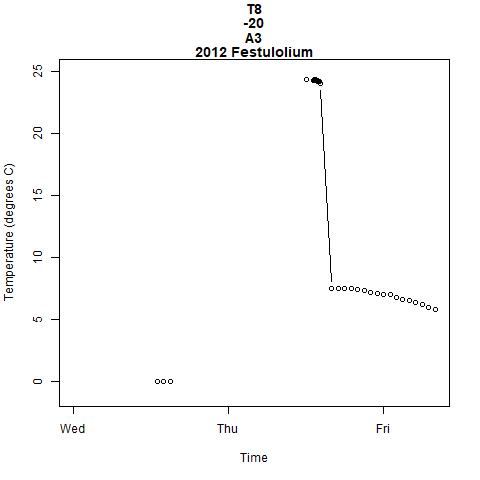 T8
-20
A3
2012 Festulolium
Temperature (degrees C)
25
20
15
10
5
0
Wed Thu Fri
Time